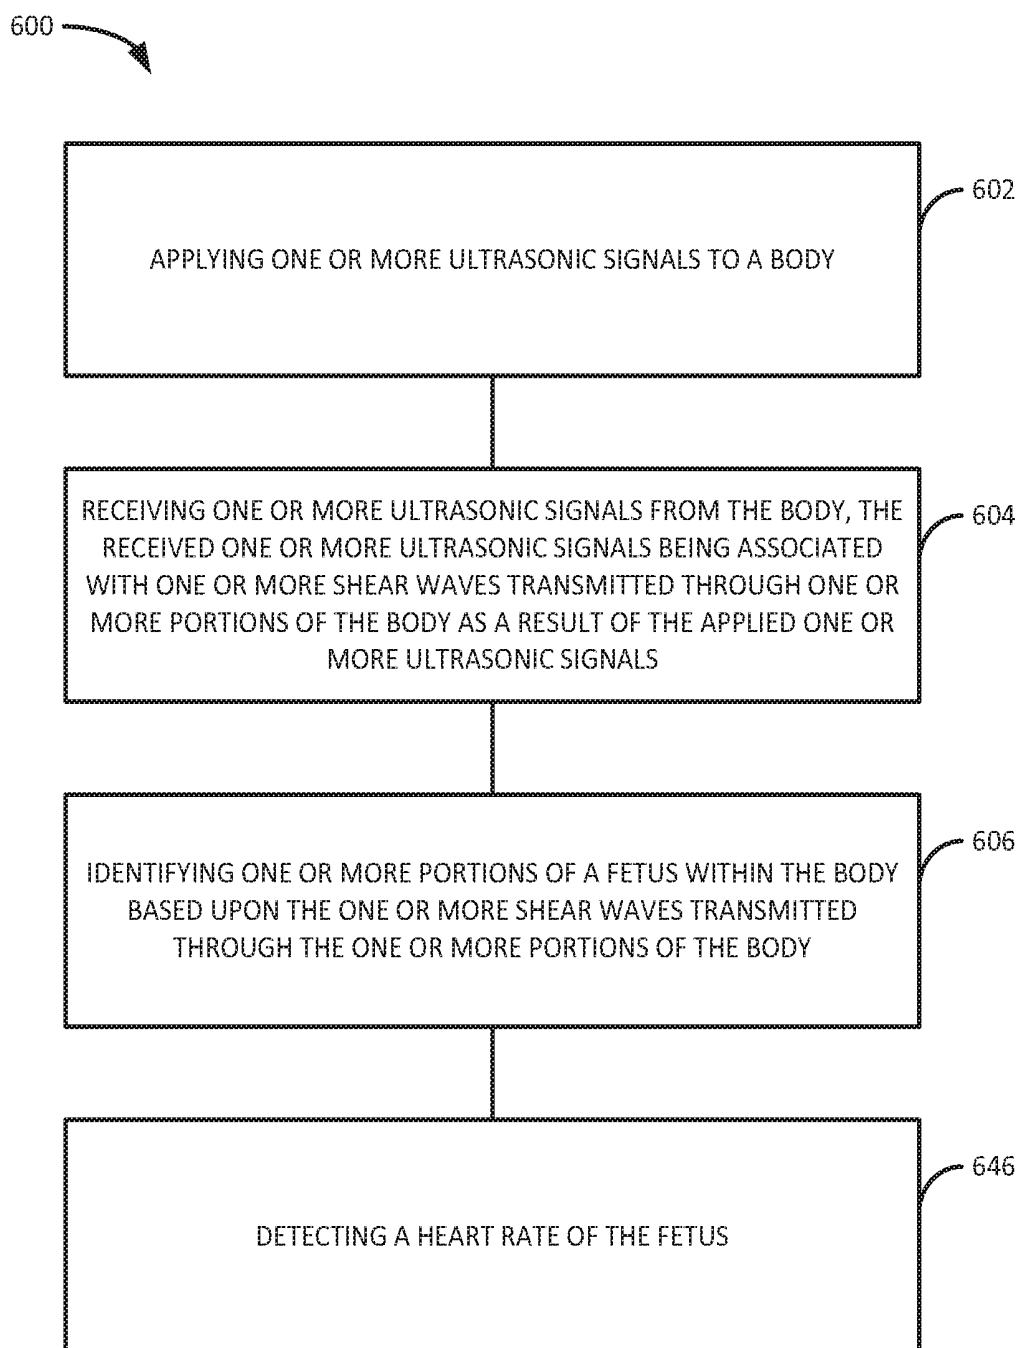 600
602
APPLYING ONE OR MORE ULTRASONIC SIGNALS TO A BODY
604
RECEIVING ONE OR MORE ULTRASONIC SIGNALS FROM THE BODY, THE
RECEIVED ONE OR MORE ULTRASONIC SIGNALS BEING ASSOCIATED
WITH ONE OR MORE SHEAR WAVES TRANSMITTED THROUGH ONE OR
MORE PORTIONS OF THE BODY AS A RESULT OF THE APPLIED ONE OR
MORE ULTRASONIC SIGNALS
606
IDENTIFYING ONE OR MORE PORTIONS OF A FETUS WITHIN THE BODY
BASED UPON THE ONE OR MORE SHEAR WAVES TRANSMITTED
THROUGH THE ONE OR MORE PORTIONS OF THE BODY
646
DETECTING A HEART RATE OF THE FETUS